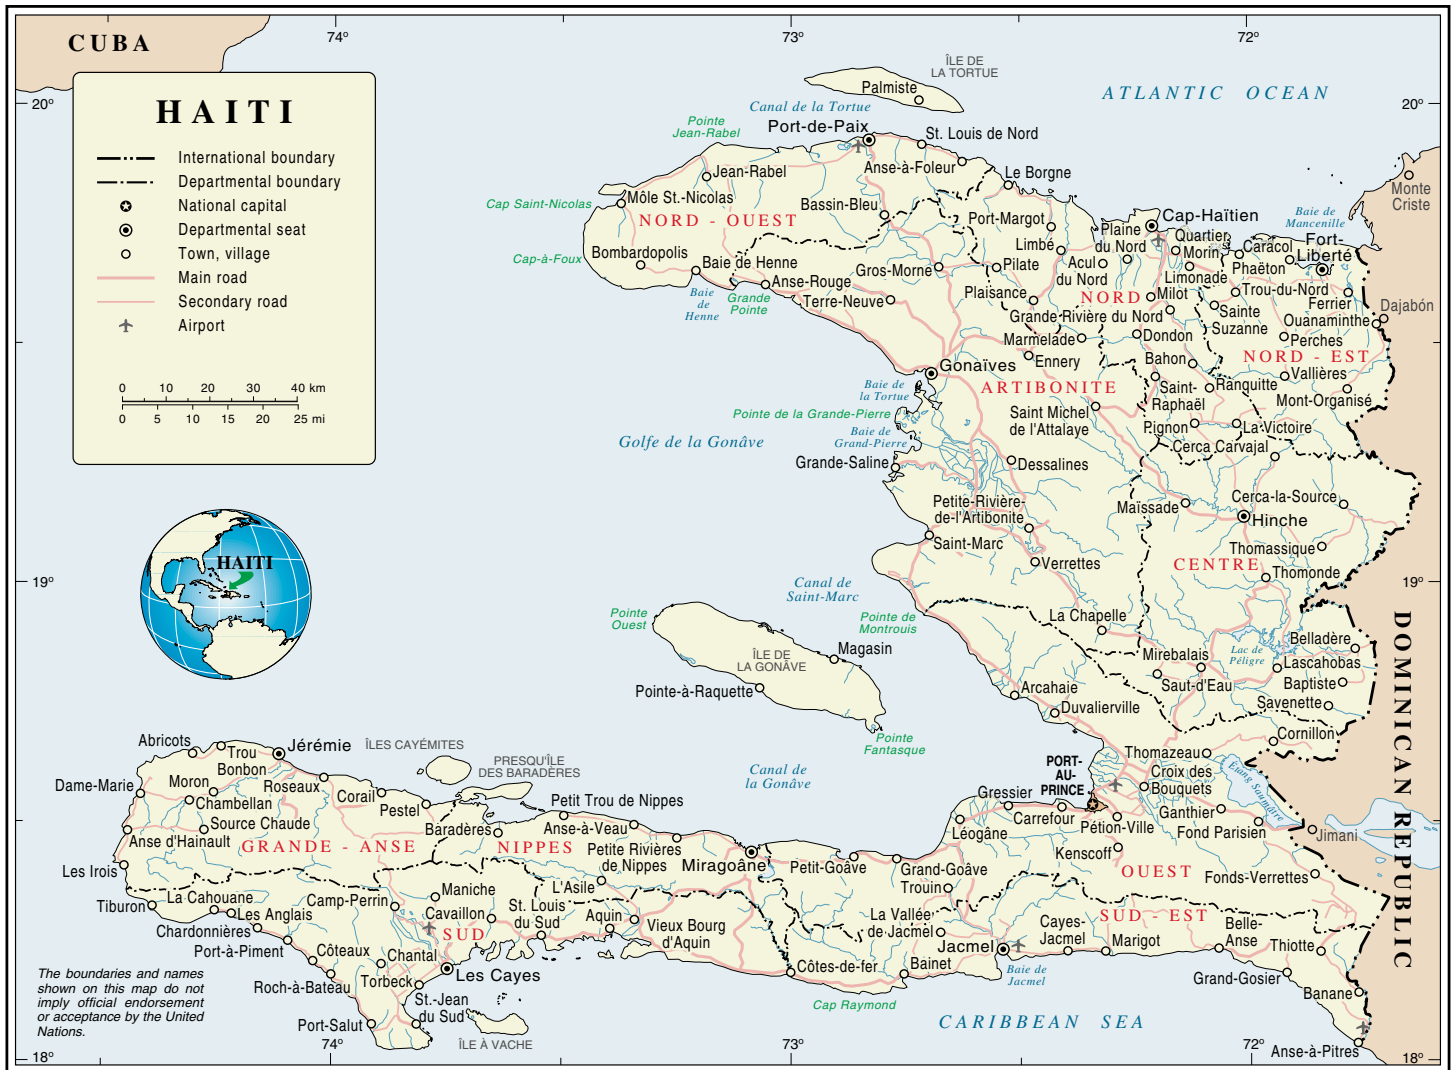 CUBA
74°
73°
72°
20°
20°
HAITI
International boundary
Departmental boundary
National capital
Departmental seat
Town, village
Main road
Secondary road
Airport
0 10 20 30 40 km
0 5 10 15 20 25 mi
ÎLE DE
LA TORTUE
Palmiste
ATLANTIC OCEAN
Canal de la Tortue
Pointe
Jean-Rabel
Port-de-Paix
St. Louis de Nord
Anse-à-Foleur
Le Borgne
Monte
Criste
Jean-Rabel
Cap Saint-Nicolas
Môle St.-Nicolas
NORD - OUEST
Bassin-Bleu
Port-Margot
Cap-Haïtien
Baie de
Mancenille
Plaine
du Nord
Quartier
Morin
Caracol
Fort-
Liberté
Limbé
Bombardopolis
Cap-à-Foux
Baie de Henne
Gros-Morne
Pilate
Acul
du Nord
Limonade
Phaëton
Anse-Rouge
Baie
de
Henne
Grande
Pointe
Terre-Neuve
Plaisance
NORD
Milot
Trou-du-Nord
Ferrier
Dajabón
Grande Rivière du Nord
Sainte
Suzanne
Ouanaminthe
Marmelade
Dondon
Perches
Ennery
Bahon
NORD - EST
Gonaïves
ARTIBONITE
Vallières
Baie de
la Tortue
Saint-
Raphaël
Ranquitte
Mont-Organisé
Pointe de la Grande-Pierre
Saint Michel
de l'Attalaye
Baie de
Grand-Pierre
Pignon
La Victoire
Golfe de la Gonâve
Cerca Carvajal
Grande-Saline
Dessalines
Petite-Rivière-
de-l'Artibonite
Maïssade
Cerca-la-Source
Hinche
Saint-Marc
Thomassique
HAITI
Verrettes
CENTRE
Thomonde
19°
19°
Canal de
Saint-Marc
Pointe
Ouest
Pointe de
Montrouis
La Chapelle
Belladère
ÎLE DE
LA GONÂVE
Magasin
Mirebalais
Lac de
Péligre
Lascahobas
Pointe-à-Raquette
Arcahaie
Saut-d'Eau
Baptiste
Duvalierville
Savenette
Pointe
Fantasque
Cornillon
DOMINICAN REPUBLIC
Abricots
Trou
Bonbon
Jérémie
ÎLES CAYÉMITES
PRESQU'ÎLE
DES BARADÈRES
Canal de
la Gonâve
PORT-
AU-
PRINCE
Thomazeau
Croix des
Bouquets
Étang Saumâtre
Dame-Marie
Moron
Roseaux
Chambellan
Corail
Pestel
Petit Trou de Nippes
Gressier
Carrefour
Ganthier
Source Chaude
Baradères
Anse-à-Veau
Léogâne
Pétion-Ville
Fond Parisien
Jimani
Anse d'Hainault
GRANDE - ANSE
NIPPES
Petite Rivières
de Nippes
Miragoâne
Petit-Goâve
Grand-Goâve
Kenscoff
OUEST
Fonds-Verrettes
Les Irois
L'Asile
Trouin
Tiburon
La Cahouane
Camp-Perrin
Maniche
Les Anglais
Cavaillon
St. Louis
du Sud
Aquin
La Vallée
de Jacmel
Cayes-
Jacmel
SUD - EST
Belle-
Anse
Chardonnières
SUD
Vieux Bourg
d'Aquin
Jacmel
Marigot
Thiotte
Port-à-Piment
Côteaux
Chantal
Les Cayes
Côtes-de-fer
Bainet
Baie de
Jacmel
Grand-Gosier
Roch-à-Bateau
Torbeck
Banane
St.-Jean
du Sud
Cap Raymond
Port-Salut
CARIBBEAN SEA
ÎLE À VACHE
Anse-à-Pitres
The boundaries and names
shown on this map do not
imply official endorsement
or acceptance by the United
Nations.
18°
74°
73°
72°
18°